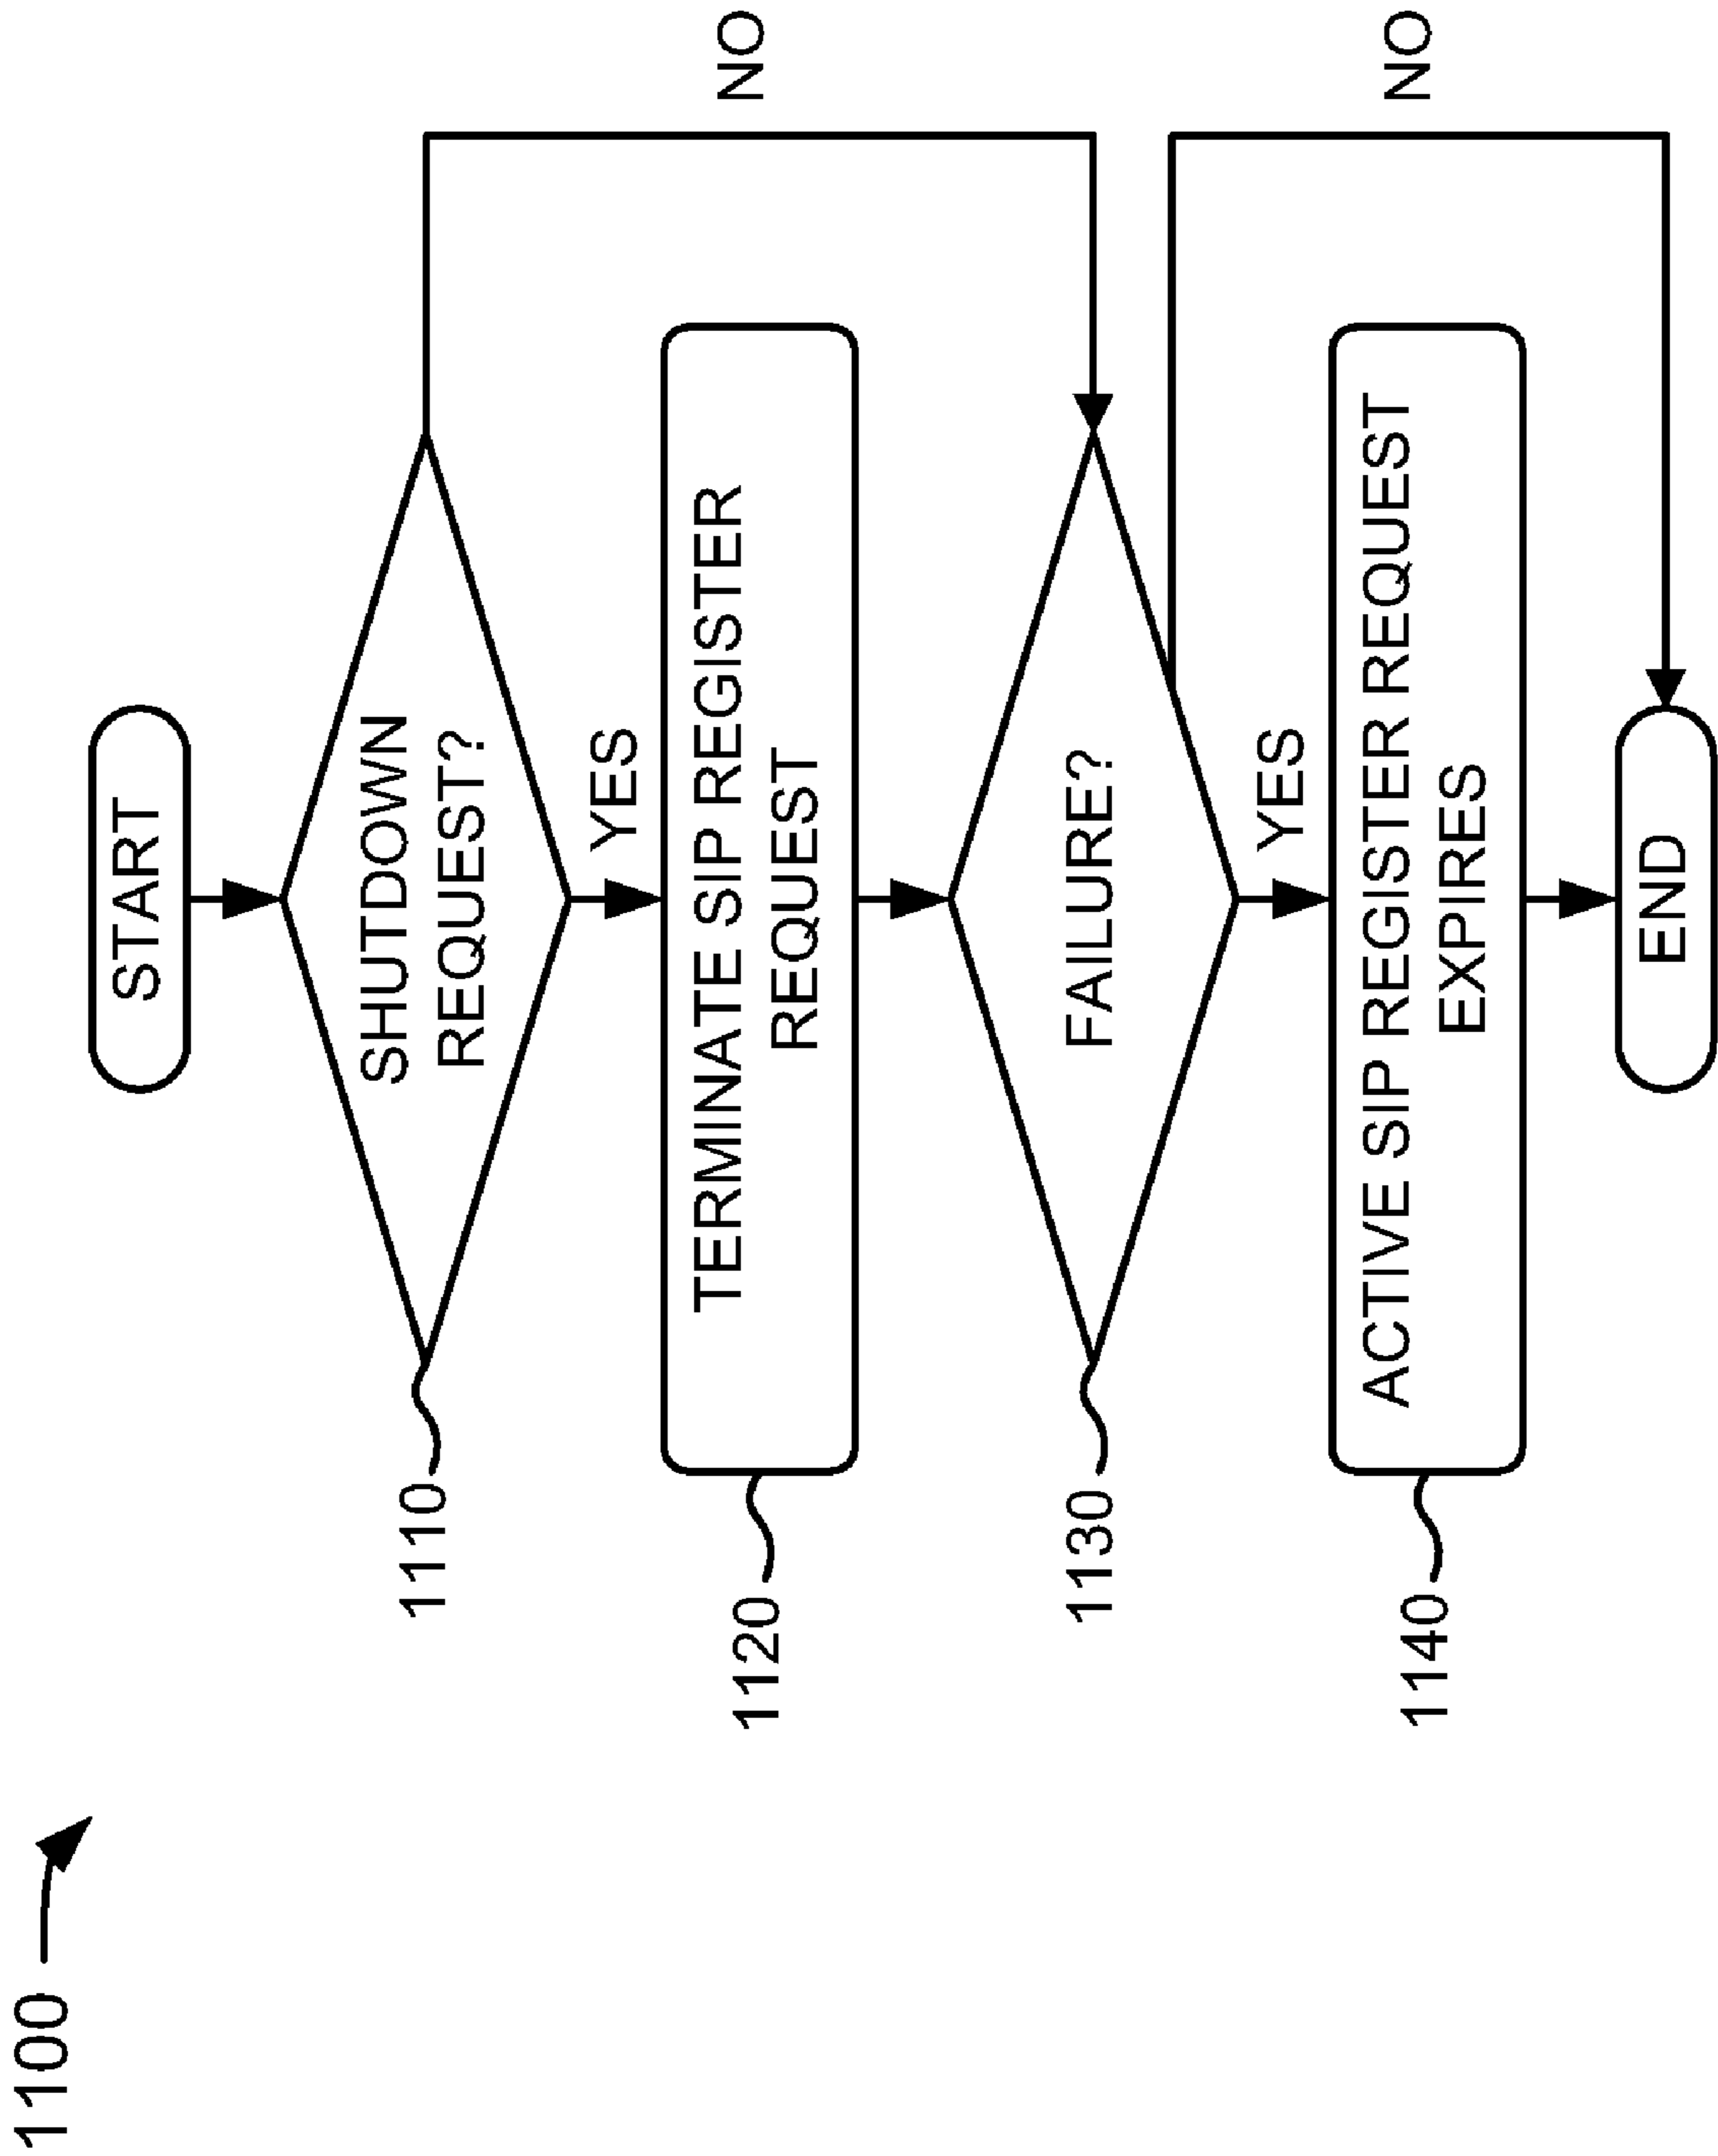 1100
START
1110
SHUTDOWN
REQUEST?
NO
YES
1120
TERMINATE SIP REGISTER
REQUEST
1130
FAILURE?
NO
YES
1140
ACTIVE SIP REGISTER REQUEST
EXPIRES
END